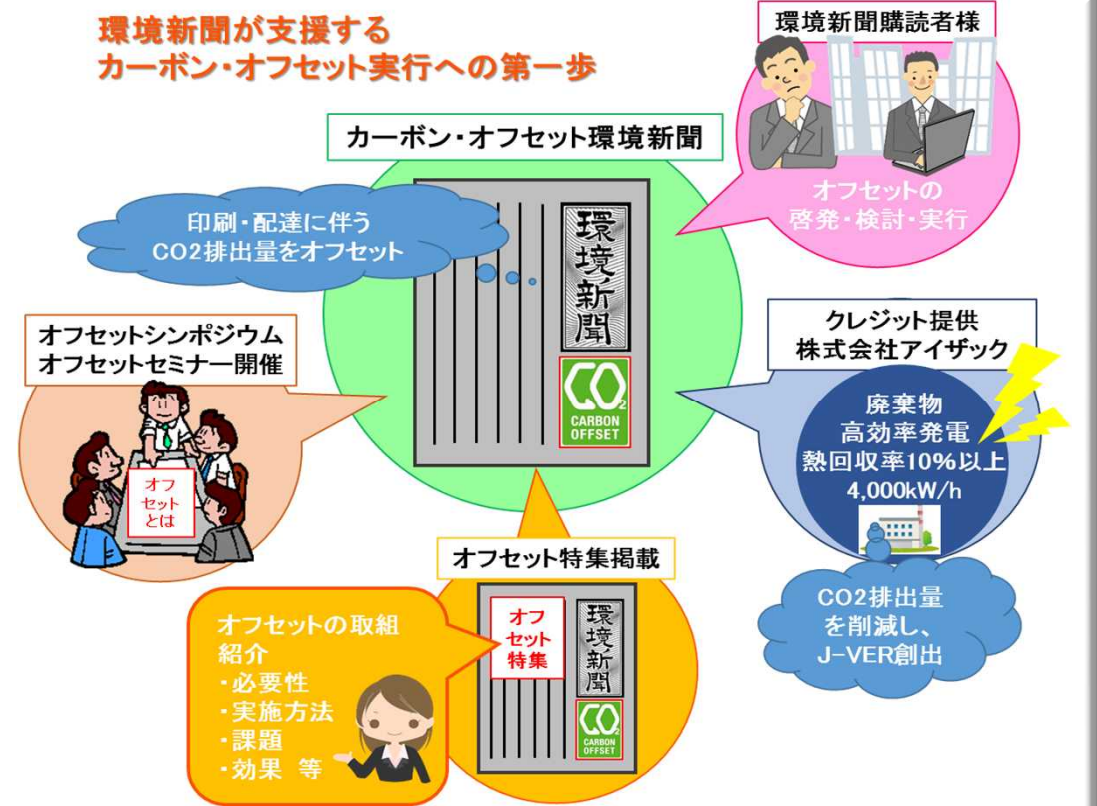 環境新聞が支援する
カーボン・オフセット実行への第一歩
環境新聞購読者様
オフセットの
啓発・検討・実行
カーボン・オフセット環境新聞
印刷・配達に伴う
CO2排出量をオフセット
環境新聞
CO2
CARBON
OFFSET
オフセットシンポジウム
オフセットセミナー開催
オフ
セット
とは
クレジット提供
株式会社アイザック
廃棄物
高効率発電
熱回収率10%以上
4,000kW/h
CO2排出量
を削減し、
J-VER創出
オフセット特集掲載
オフ
セット
特集
環境新聞
CO2
CARBON
OFFSET
オフセットの取組
紹介
・必要性
・実施方法
・課題
・効果 等